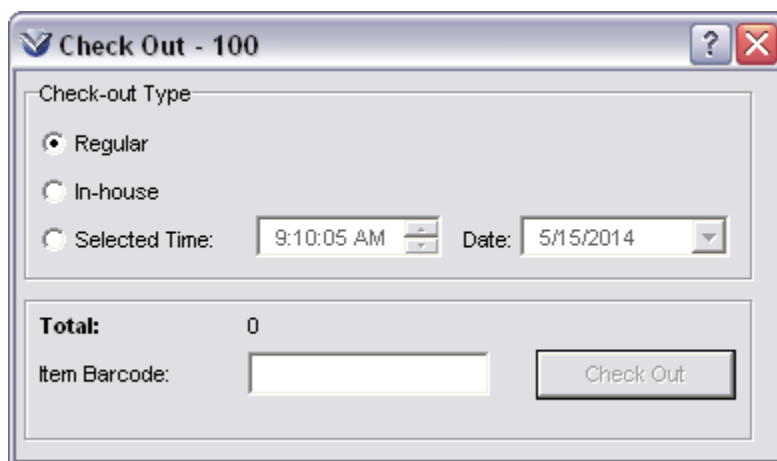 Check Out - 100
Check-out Type
Regular
In-house
Selected Time: 9:10:05 AM Date: 5/15/2014
Total: 0
Item Barcode: Check Out